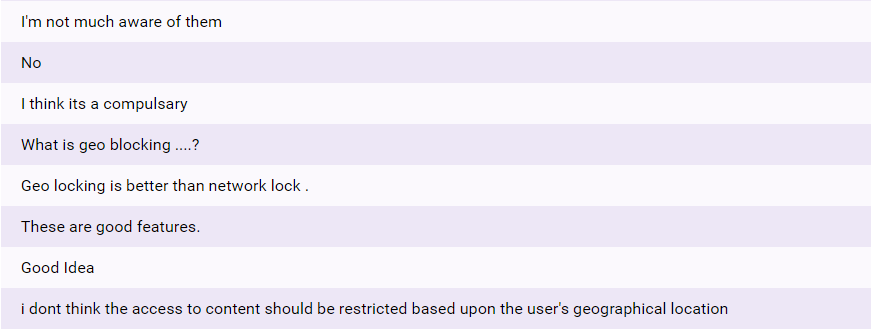 I'm not much aware of them
No
I think its a compulsary
What is geo blocking ....?
Geo locking is better than network lock .
These are good features.
Good Idea
i dont think the access to content should be restricted based upon the user's geographical location